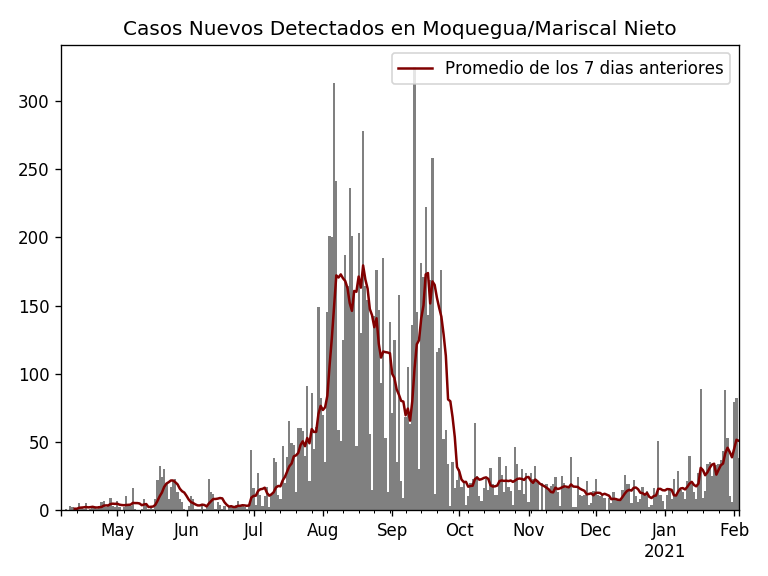 Casos Nuevos Detectados en Moquegua/Mariscal Nieto
Promedio de los 7 dias anteriores
300
250
200
150
100
50
0
May Jun Jul Aug Sep Oct Nov Dec Jan Feb
2021